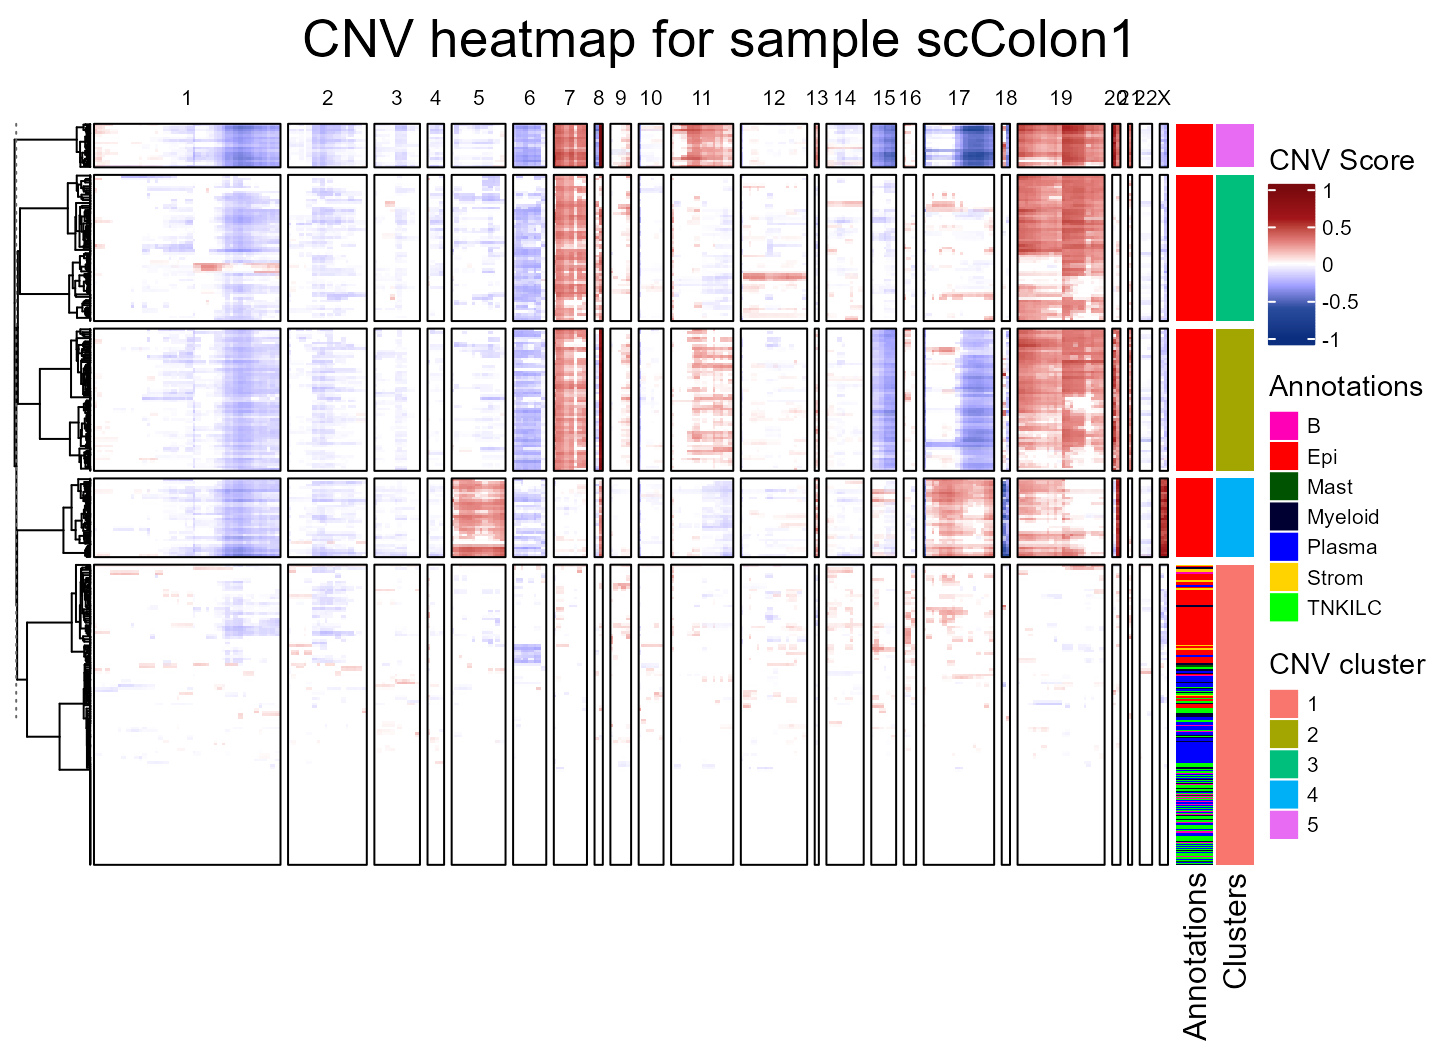 CNV heatmap for sample scColon1
1 2 3 4 5 6 7 8 9 10 11 12 13 14 15 16 17 18 19 20 21 22 X
CNV Score
1
0.5
0
-0.5
-1
Annotations
B
Epi
Mast
Myeloid
Plasma
Strom
TNKILC
CNV cluster
1
2
3
4
5
Annotations
Clusters